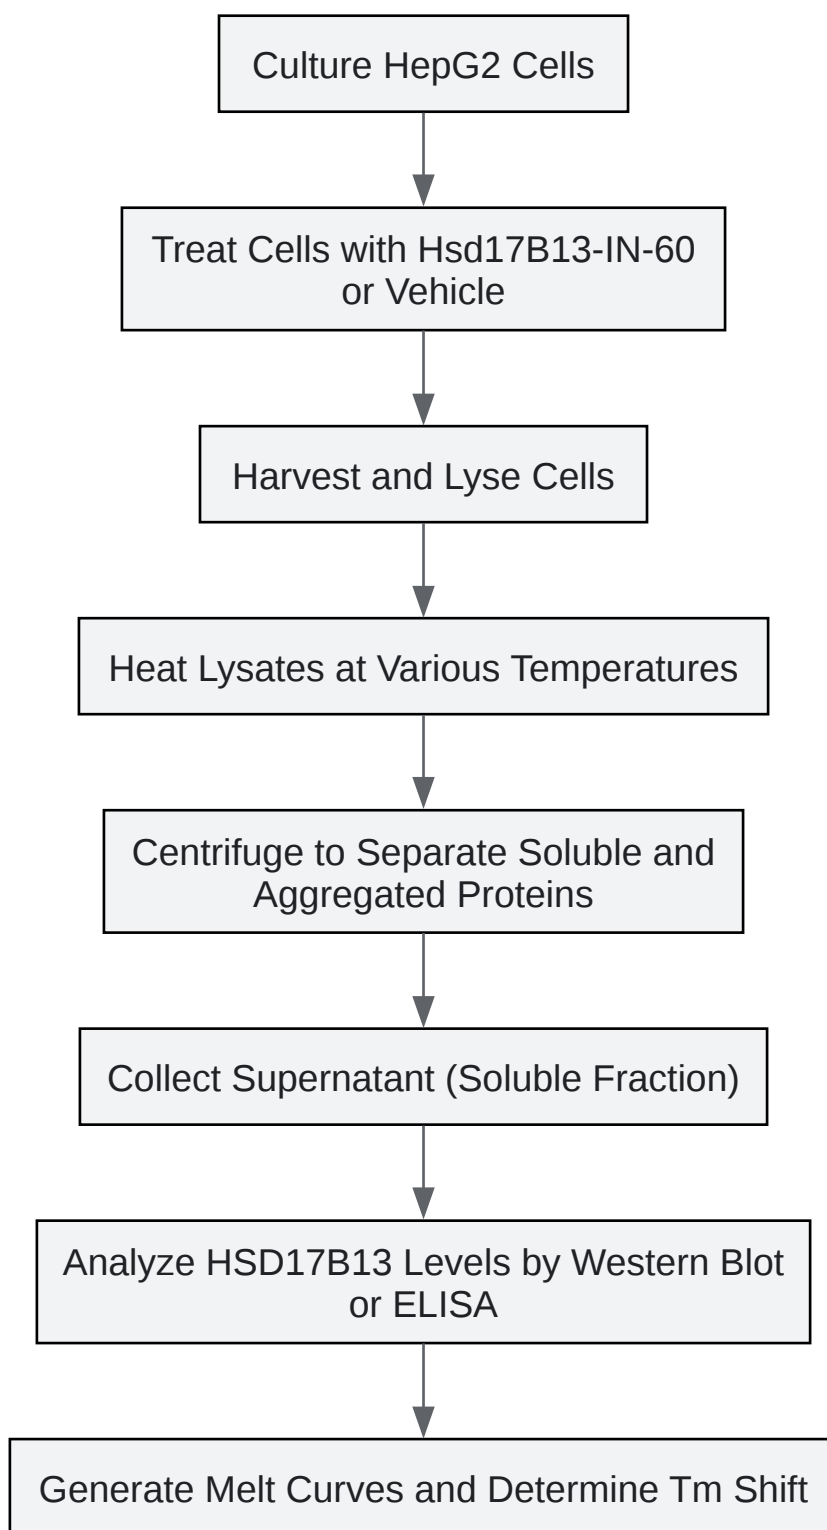 Culture HepG2 Cells
Treat Cells with Hsd17B13-IN-60
or Vehicle
Harvest and Lyse Cells
Heat Lysates at Various Temperatures
Centrifuge to Separate Soluble and
Aggregated Proteins
Collect Supernatant (Soluble Fraction)
Analyze HSD17B13 Levels by Western Blot
or ELISA
Generate Melt Curves and Determine Tm Shift